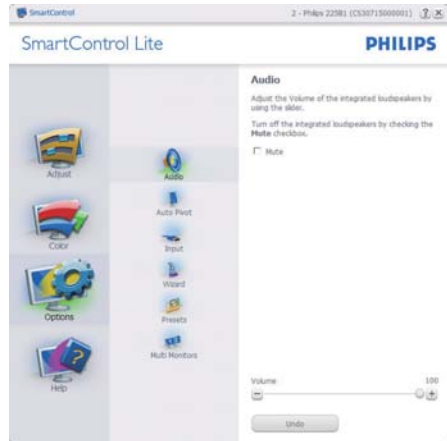 SmartControl
2 - Philips 225B1 (CS30715000001)
SmartControl Lite
PHILIPS
Adjust
Color
Options
Help
Audio
Auto Pivot
Input
Wizard
Presets
Multi Monitors
Audio
Adjust the Volume of the integrated loudspeakers by
using the slider.
Turn off the integrated loudspeakers by checking the
Mute checkbox.
Mute
Volume 100
Undo